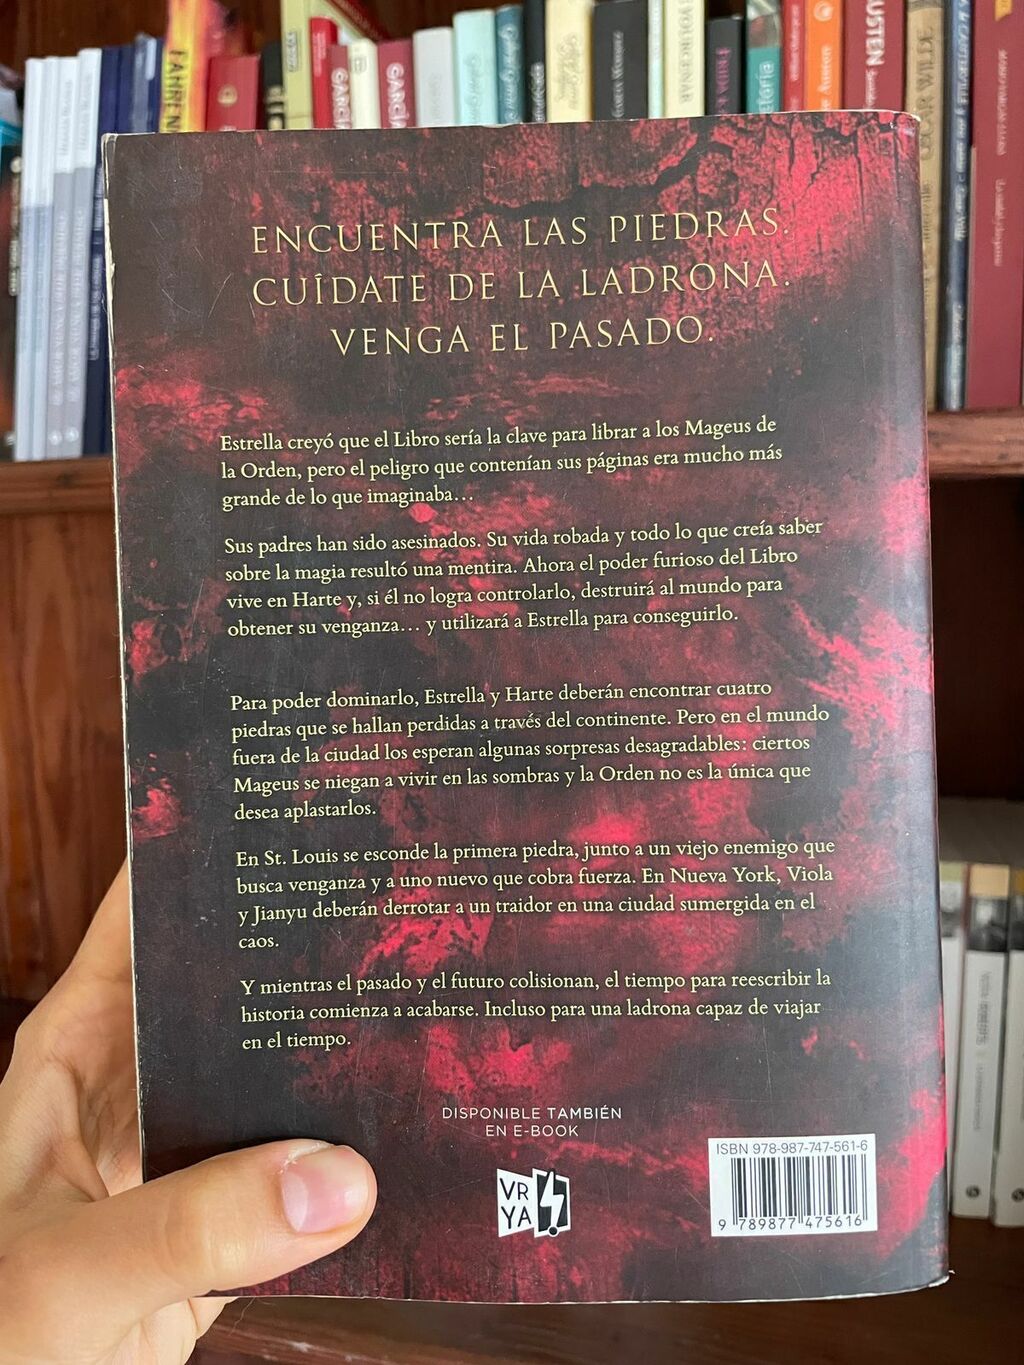 FAHREN
GARCÍA
GARCÍA
YOURCENAR
FRIDA KA
AUSTEN
OSCAR WILDE
ENCUENTRA LAS PIEDRAS.
CUÍDATE DE LA LADRONA.
VENGA EL PASADO.
Estrella creyó que el Libro sería la clave para librar a los Mageus de
la Orden, pero el peligro que contenían sus páginas era mucho más
grande de lo que imaginaba…
Sus padres han sido asesinados. Su vida robada y todo lo que creía saber
sobre la magia resultó una mentira. Ahora el poder furioso del Libro
vive en Harte y, si él no logra controlarlo, destruirá al mundo para
obtener su venganza… y utilizará a Estrella para conseguirlo.
Para poder dominarlo, Estrella y Harte deberán encontrar cuatro
piedras que se hallan perdidas a través del continente. Pero en el mundo
fuera de la ciudad los esperan algunas sorpresas desagradables: ciertos
Mageus se niegan a vivir en las sombras y la Orden no es la única que
desea aplastarlos.
En St. Louis se esconde la primera piedra, junto a un viejo enemigo que
busca venganza y a uno nuevo que cobra fuerza. En Nueva York, Viola
y Jianyu deberán derrotar a un traidor en una ciudad sumergida en el
caos.
Y mientras el pasado y el futuro colisionan, el tiempo para reescribir la
historia comienza a acabarse. Incluso para una ladrona capaz de viajar
en el tiempo.
DISPONIBLE TAMBIÉN
EN E-BOOK
VR
YA
ISBN 978-987-747-561-6
9 789877 475616